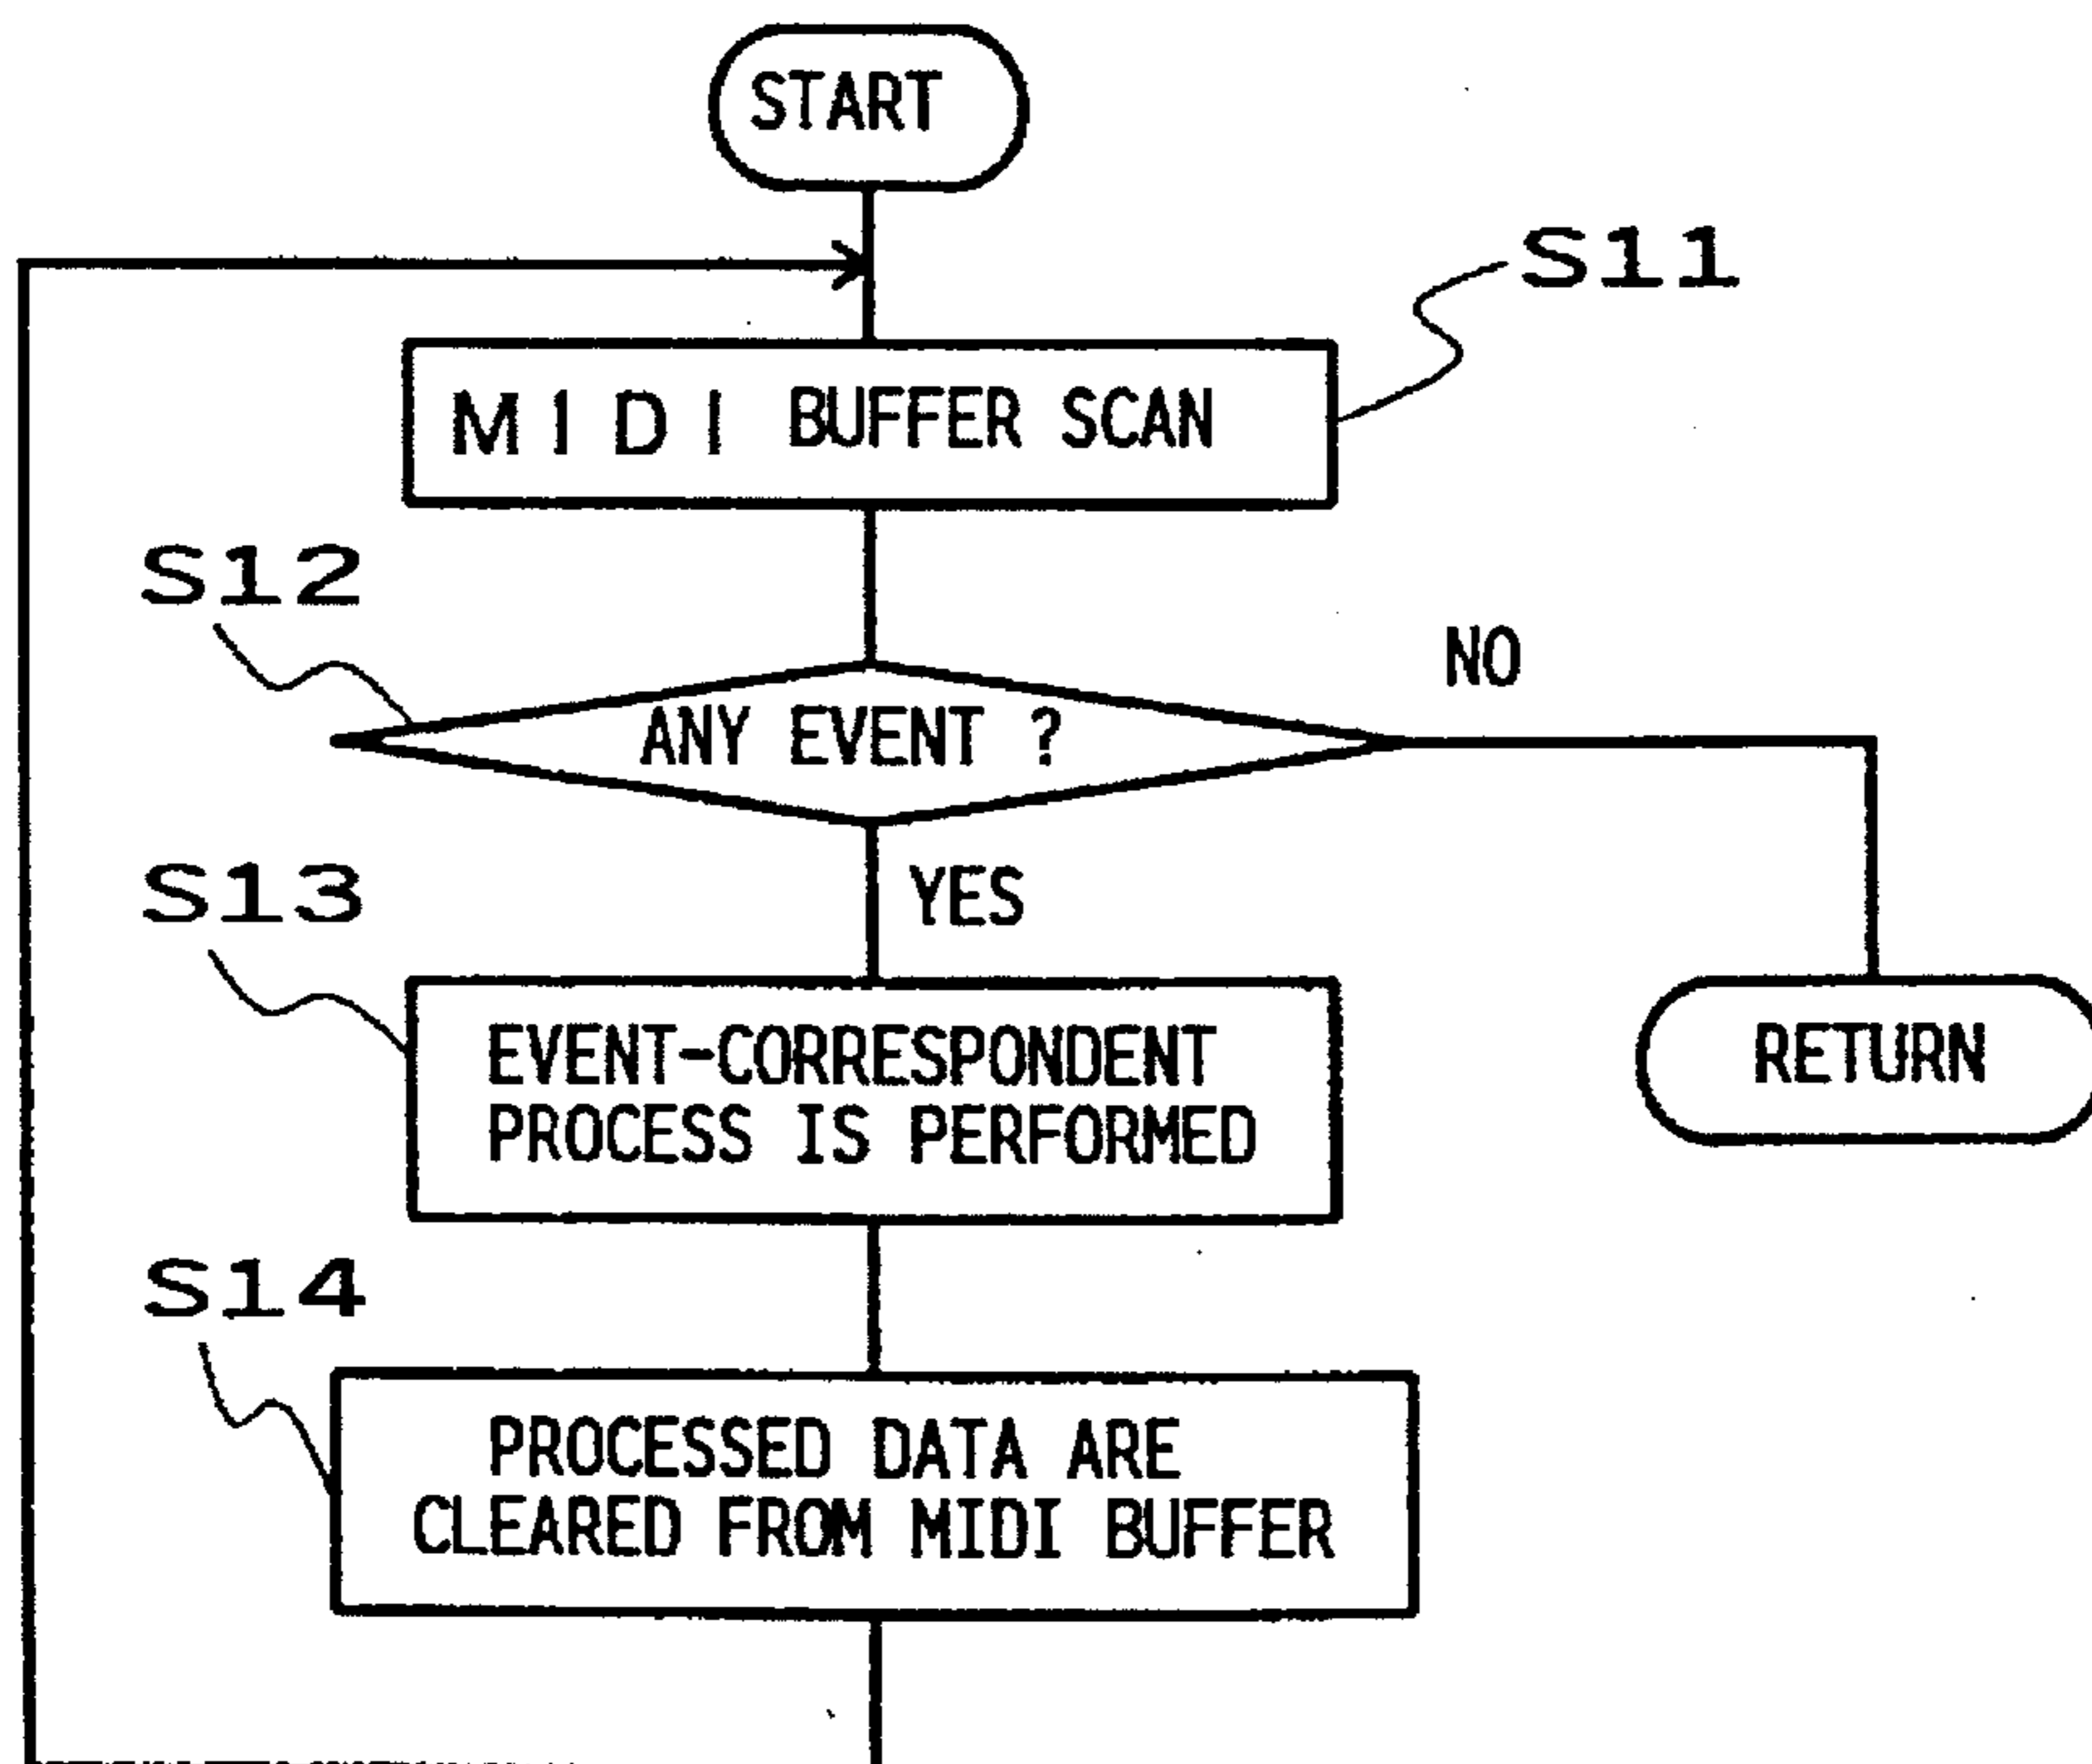 START
S11
MIDI BUFFER SCAN
S12
NO
ANY EVENT ?
S13
YES
EVENT-CORRESPONDENT
PROCESS IS PERFORMED
RETURN
S14
PROCESSED DATA ARE
CLEARED FROM MIDI BUFFER